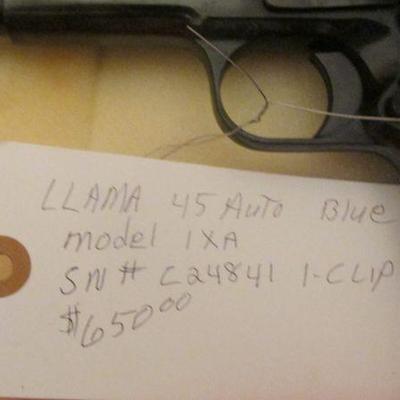 LLAMA 45 Auto Blue
model IXA
SN# C24841 1-CLIP
$650.00